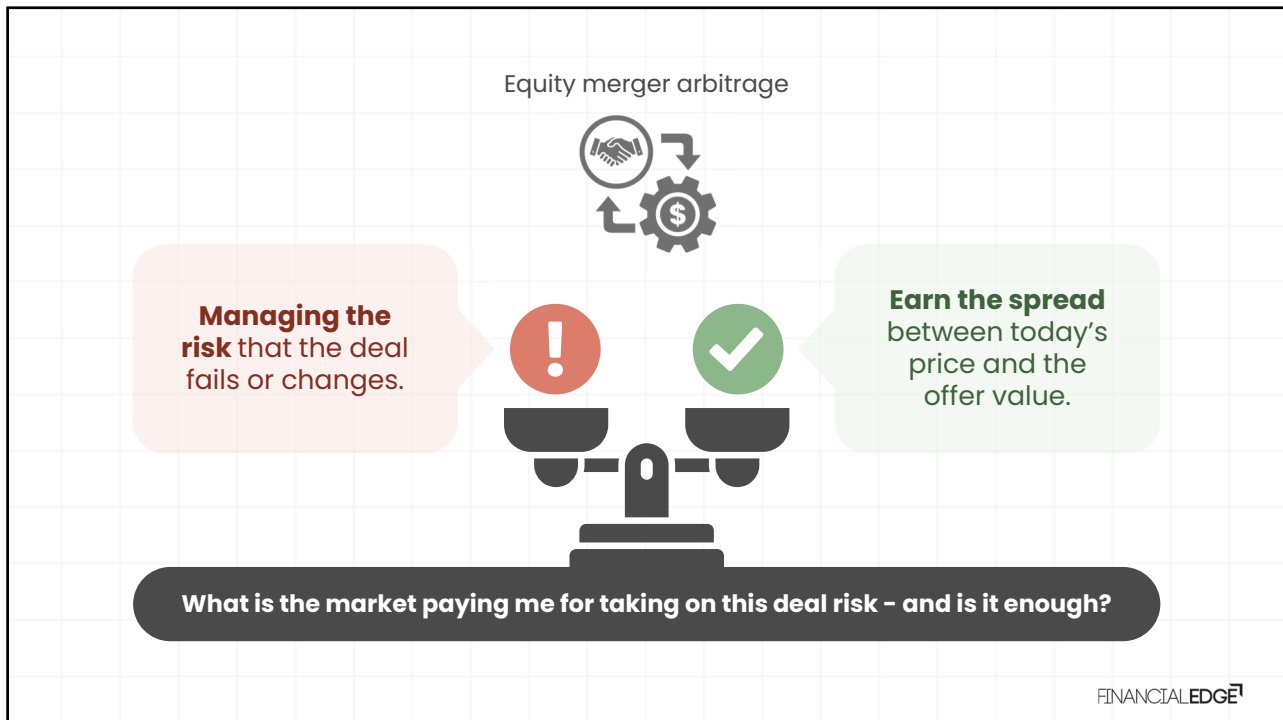 Equity merger arbitrage
$
Managing the
risk that the deal
fails or changes.
!
Earn the spread
between today's
price and the
offer value.
What is the market paying me for taking on this deal risk - and is it enough?
FINANCIALEDGE